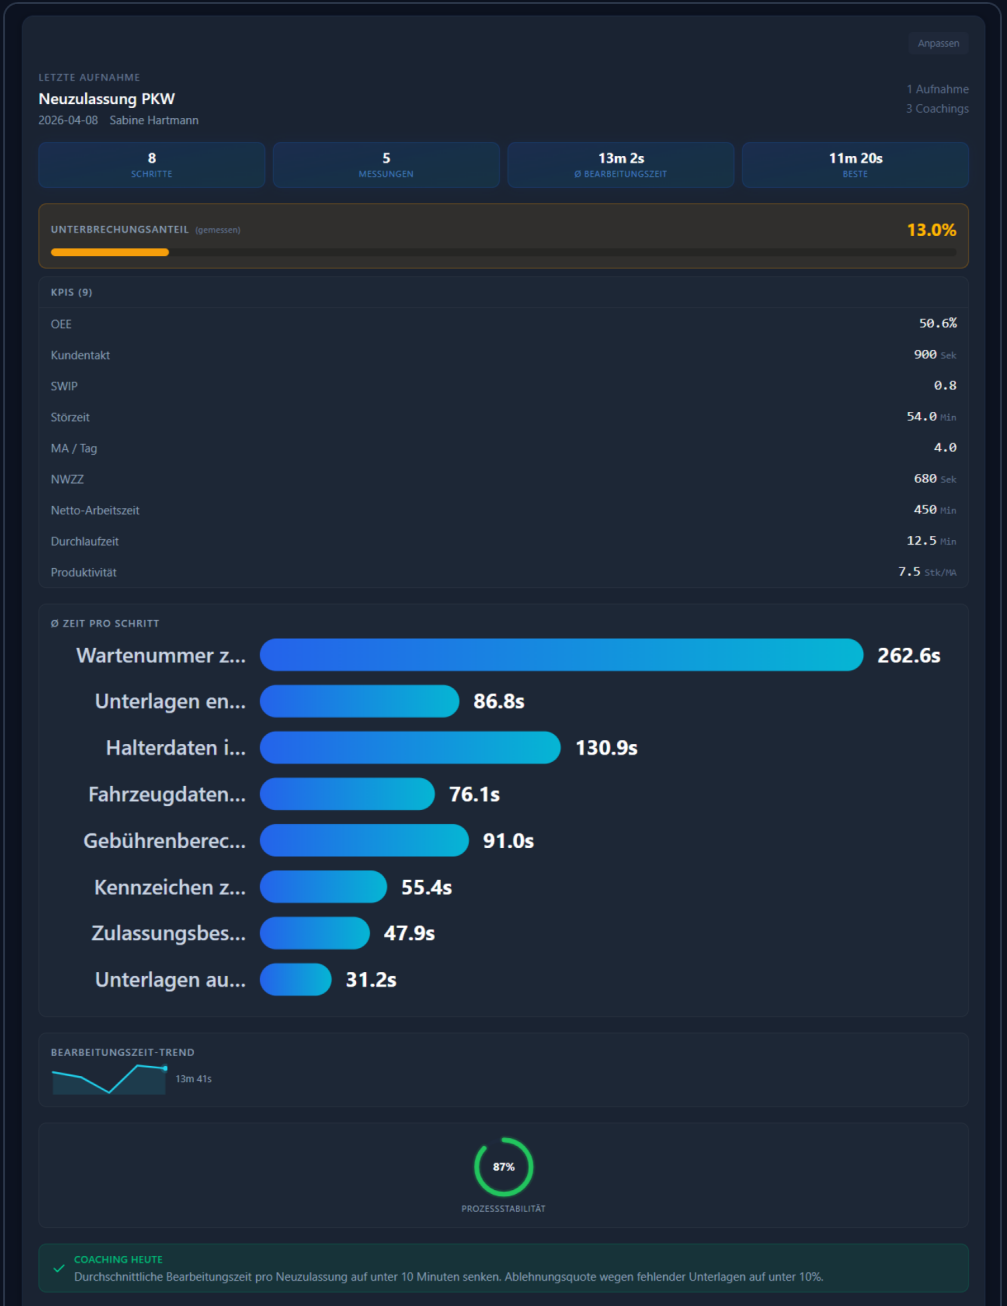 Anpassen
LETZTE AUFNAHME
Neuzulassung PKW
2026-04-08 Sabine Hartmann
1 Aufnahme
3 Coachings
8
SCHRITTE
5
MESSUNGEN
13m 2s
Ø BEARBEITUNGSZEIT
11m 20s
BESTE
UNTERBRECHUNGSANTEIL (gemessen) 13.0%
KPIS (9)
OEE 50.6%
Kundentakt 900 Sek
SWIP 0.8
Störzeit 54.0 Min
MA / Tag 4.0
NWZZ 680 Sek
Netto-Arbeitszeit 450 Min
Durchlaufzeit 12.5 Min
Produktivität 7.5 Stk/MA
Ø ZEIT PRO SCHRITT
Wartenummer z... 262.6s
Unterlagen en... 86.8s
Halterdaten i... 130.9s
Fahrzeugdaten... 76.1s
Gebührenberec... 91.0s
Kennzeichen z... 55.4s
Zulassungsbes... 47.9s
Unterlagen au... 31.2s
BEARBEITUNGSZEIT-TREND
13m 41s
87%
PROZESSSTABILITÄT
COACHING HEUTE
Durchschnittliche Bearbeitungszeit pro Neuzulassung auf unter 10 Minuten senken. Ablehnungsquote wegen fehlender Unterlagen auf unter 10%.